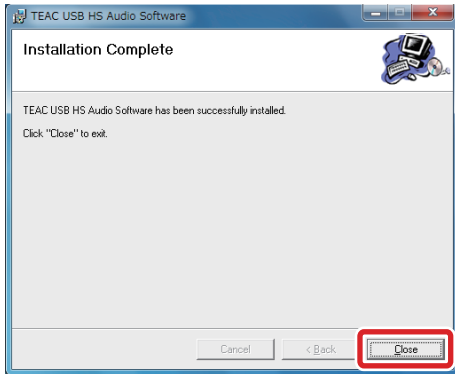 TEAC USB HS Audio Software
Installation Complete
TEAC USB HS Audio Software has been successfully installed.
Click "Close" to exit.
Cancel
< Back
Close